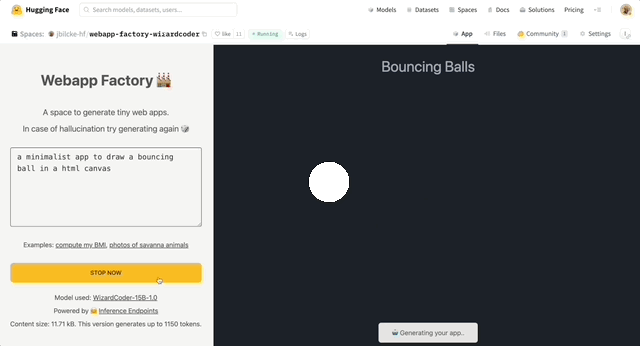 Hugging Face
Search models, datasets, users...
Models
Datasets
Spaces
Docs
Solutions
Pricing
Spaces:
jbilcke-hf/webapp-factory-wizardcoder
like
11
Running
Logs
App
Files
Community
1
Settings
Webapp Factory
A space to generate tiny web apps.
In case of hallucination try generating again
a minimalist app to draw a bouncing
ball in a html canvas
Examples: compute my BMI, photos of savanna animals
STOP NOW
Model used: WizardCoder-15B-1.0
Powered by Inference Endpoints
Content size: 11.71 kB. This version generates up to 1150 tokens.
Bouncing Balls
Generating your app..